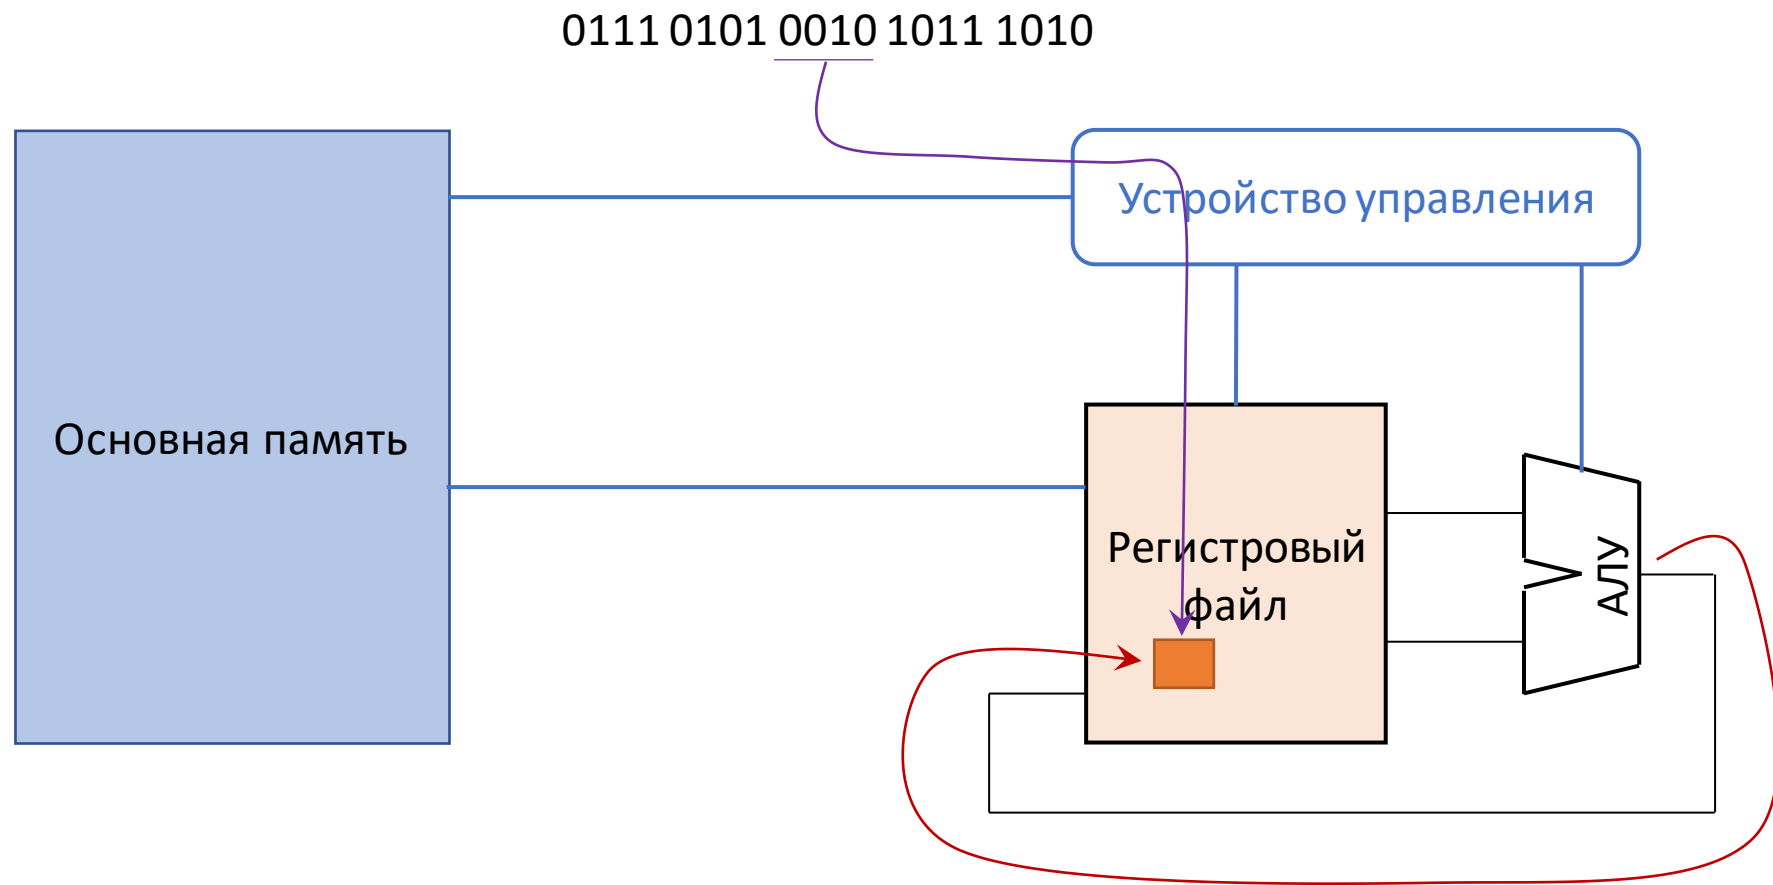 0111 0101 0010 1011 1010
Устройство управления
Основная память
Регистровый
файл
АЛУ